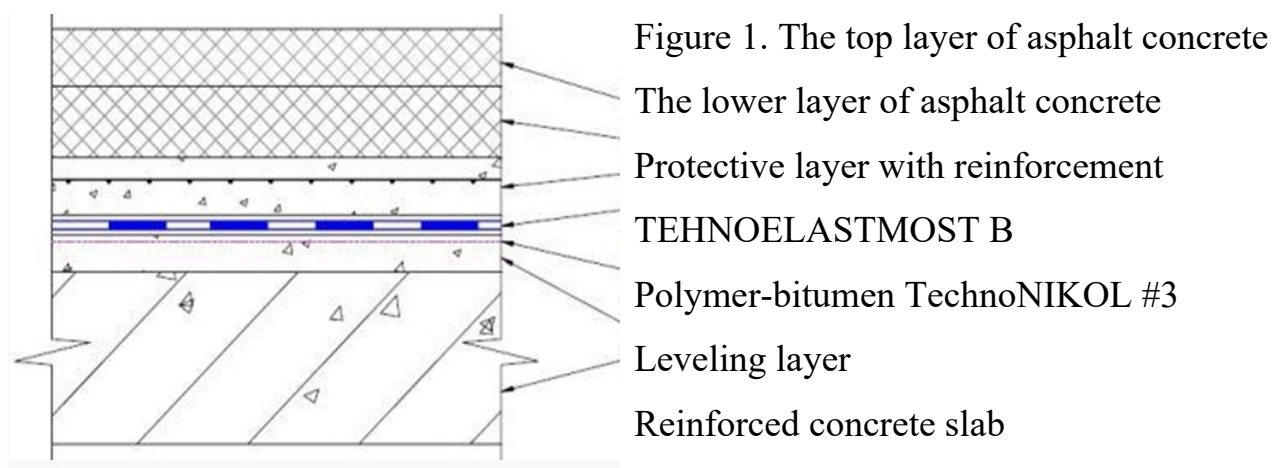 Figure 1. The top layer of asphalt concrete
The lower layer of asphalt concrete
Protective layer with reinforcement
TEHNOELASTMOST B
Polymer-bitumen TechnoNIKOL #3
Leveling layer
Reinforced concrete slab